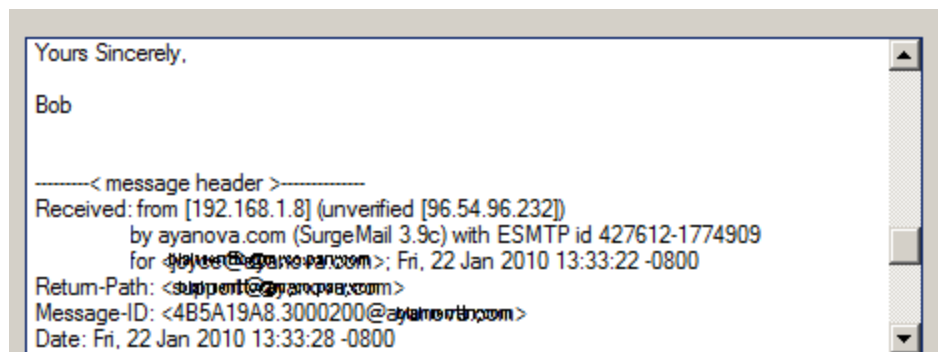 Yours Sincerely,
Bob
---------< message header >--------------
Received: from [192.168.1.8] (unverified [96.54.96.232])
by ayanova.com (SurgeMail 3.9c) with ESMTP id 427612-1774909
for < >; Fri, 22 Jan 2010 13:33:22 -0800
Return-Path: < >
Message-ID: <4B5A19A8.3000200@ >
Date: Fri, 22 Jan 2010 13:33:28 -0800